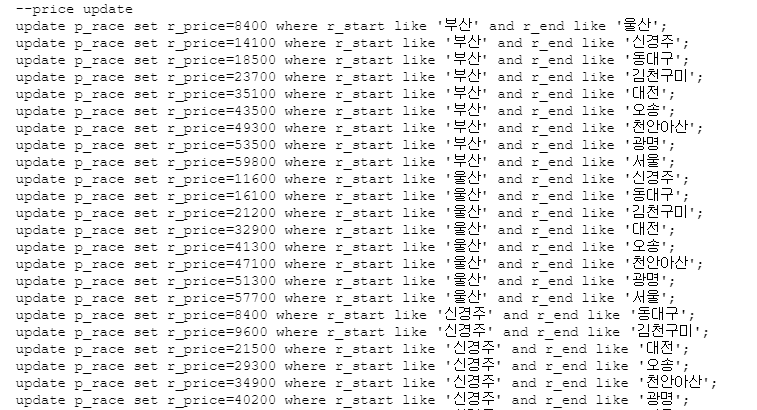 --price update
update p_race set r_price=8400 where r_start like '부산' and r_end like '울산';
update p_race set r_price=14100 where r_start like '부산' and r_end like '신경주';
update p_race set r_price=18500 where r_start like '부산' and r_end like '동대구';
update p_race set r_price=23700 where r_start like '부산' and r_end like '김천구미';
update p_race set r_price=35100 where r_start like '부산' and r_end like '대전';
update p_race set r_price=43500 where r_start like '부산' and r_end like '오송';
update p_race set r_price=49300 where r_start like '부산' and r_end like '천안아산';
update p_race set r_price=53500 where r_start like '부산' and r_end like '광명';
update p_race set r_price=59800 where r_start like '부산' and r_end like '서울';
update p_race set r_price=11600 where r_start like '울산' and r_end like '신경주';
update p_race set r_price=16100 where r_start like '울산' and r_end like '동대구';
update p_race set r_price=21200 where r_start like '울산' and r_end like '김천구미';
update p_race set r_price=32900 where r_start like '울산' and r_end like '대전';
update p_race set r_price=41300 where r_start like '울산' and r_end like '오송';
update p_race set r_price=47100 where r_start like '울산' and r_end like '천안아산';
update p_race set r_price=51300 where r_start like '울산' and r_end like '광명';
update p_race set r_price=57700 where r_start like '울산' and r_end like '서울';
update p_race set r_price=8400 where r_start like '신경주' and r_end like '동대구';
update p_race set r_price=9600 where r_start like '신경주' and r_end like '김천구미';
update p_race set r_price=21500 where r_start like '신경주' and r_end like '대전';
update p_race set r_price=29300 where r_start like '신경주' and r_end like '오송';
update p_race set r_price=34900 where r_start like '신경주' and r_end like '천안아산';
update p_race set r_price=40200 where r_start like '신경주' and r_end like '광명';